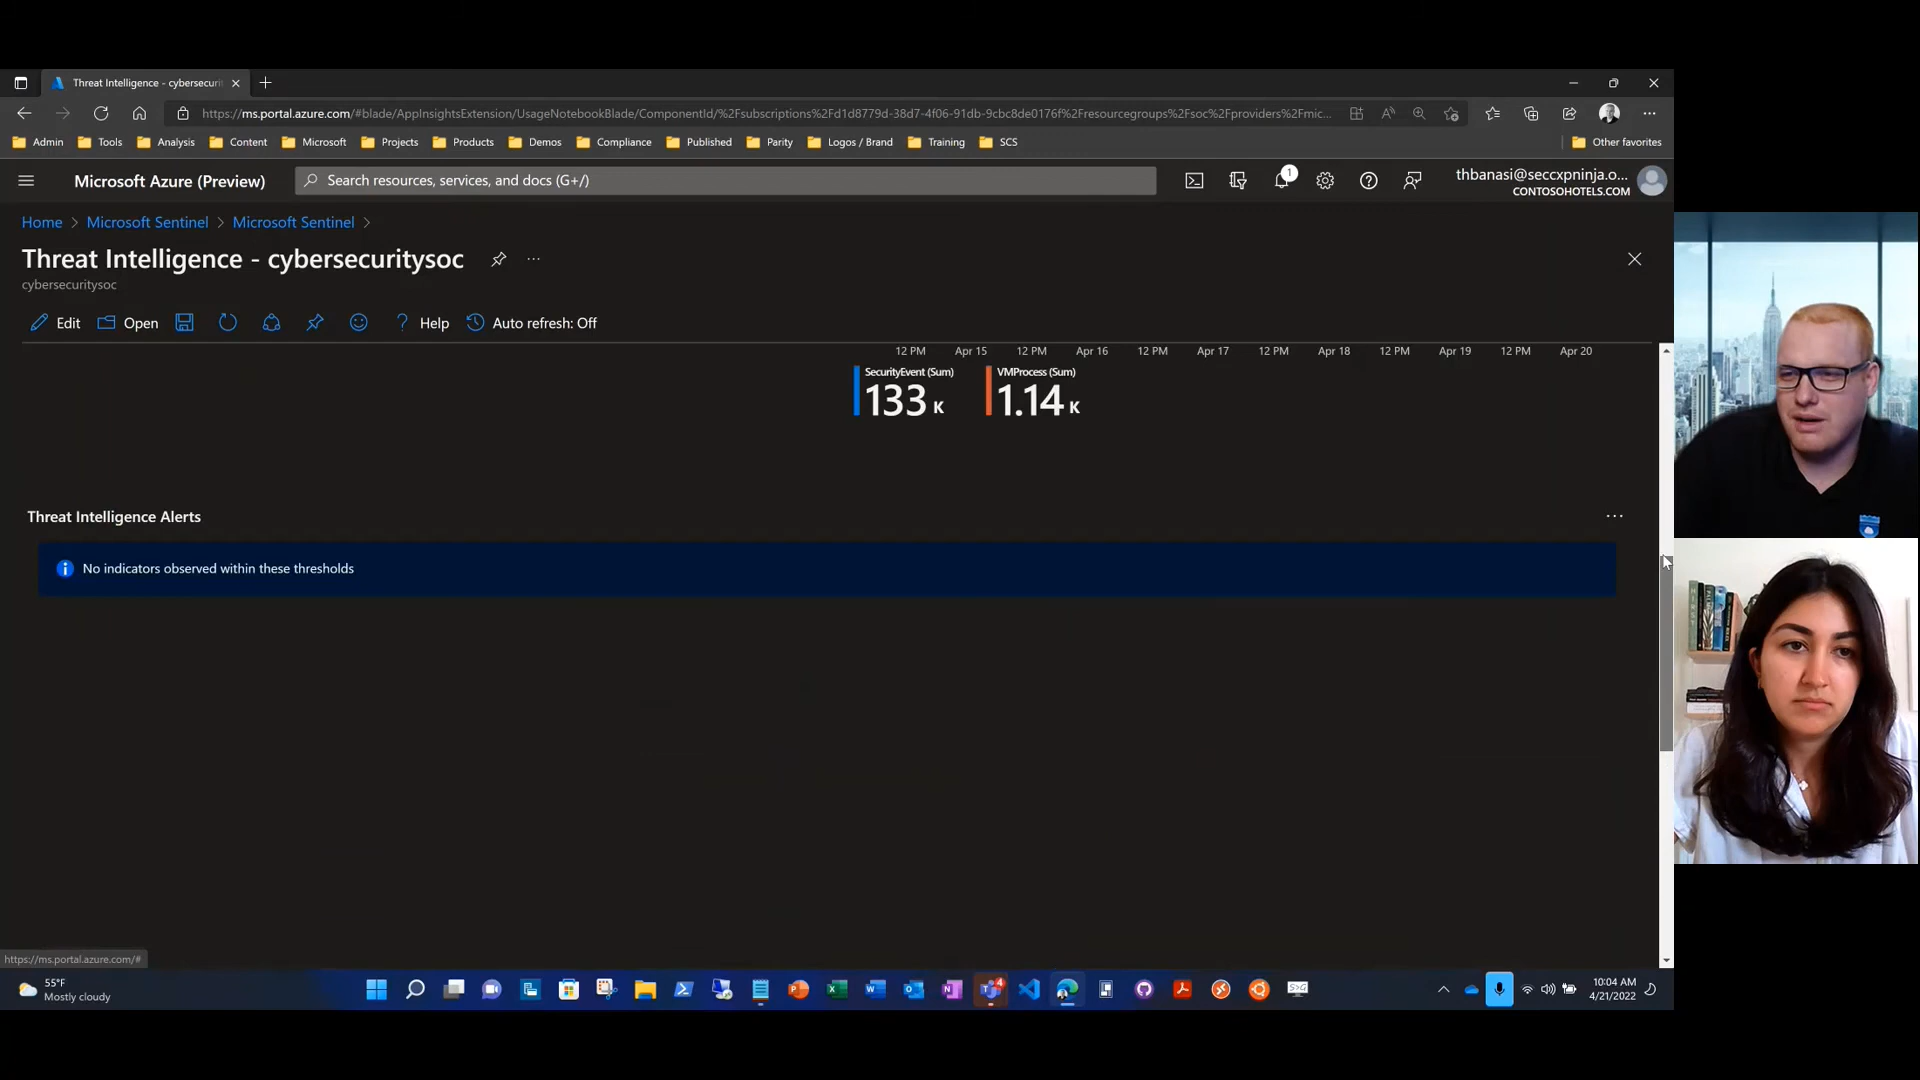 Threat Intelligence - cybersecurit
https://ms.portal.azure.com/#blade/AppInsightsExtension/UsageNotebookBlade/ComponentId/%2Fsubscriptions%2Fd1d8779d-38d7-4f06-91db-9cbc8de0176f%2Fresourcegroups%2Fsoc%2Fproviders%2Fmic...
Admin Tools Analysis Content Microsoft Projects Products Demos Compliance Published Parity Logos / Brand Training SCS Other favorites
Microsoft Azure (Preview)
Search resources, services, and docs (G+/)
1
thbanasi@seccxpninja.o...
CONTOSOHOTELS.COM
Home > Microsoft Sentinel > Microsoft Sentinel >
Threat Intelligence - cybersecuritysoc
cybersecuritysoc
Edit Open Help Auto refresh: Off
12 PM Apr 15 12 PM Apr 16 12 PM Apr 17 12 PM Apr 18 12 PM Apr 19 12 PM Apr 20
SecurityEvent (Sum) VMProcess (Sum)
133 K 1.14 K
Threat Intelligence Alerts
No indicators observed within these thresholds
https://ms.portal.azure.com/#
55°F
Mostly cloudy
4
10:04 AM
4/21/2022